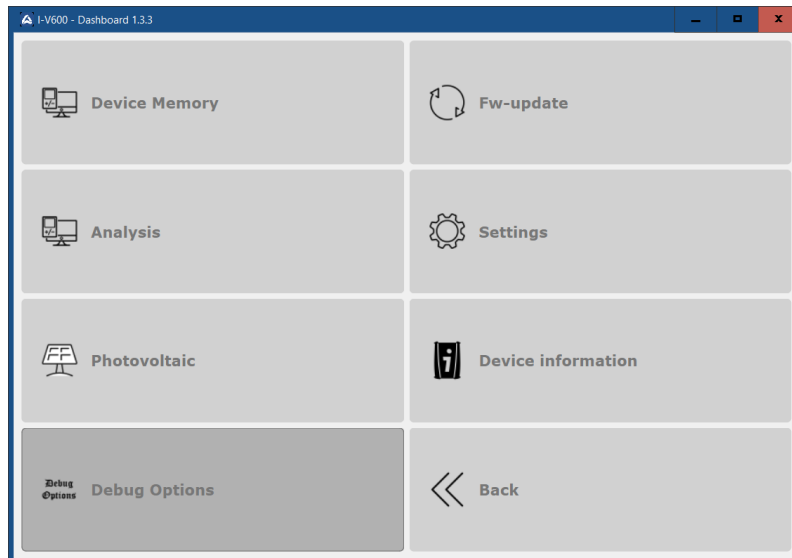 I-V600 - Dashboard 1.3.3
Device Memory
Fw-update
Analysis
Settings
Photovoltaic
Device information
Debug
Options
Debug Options
Back